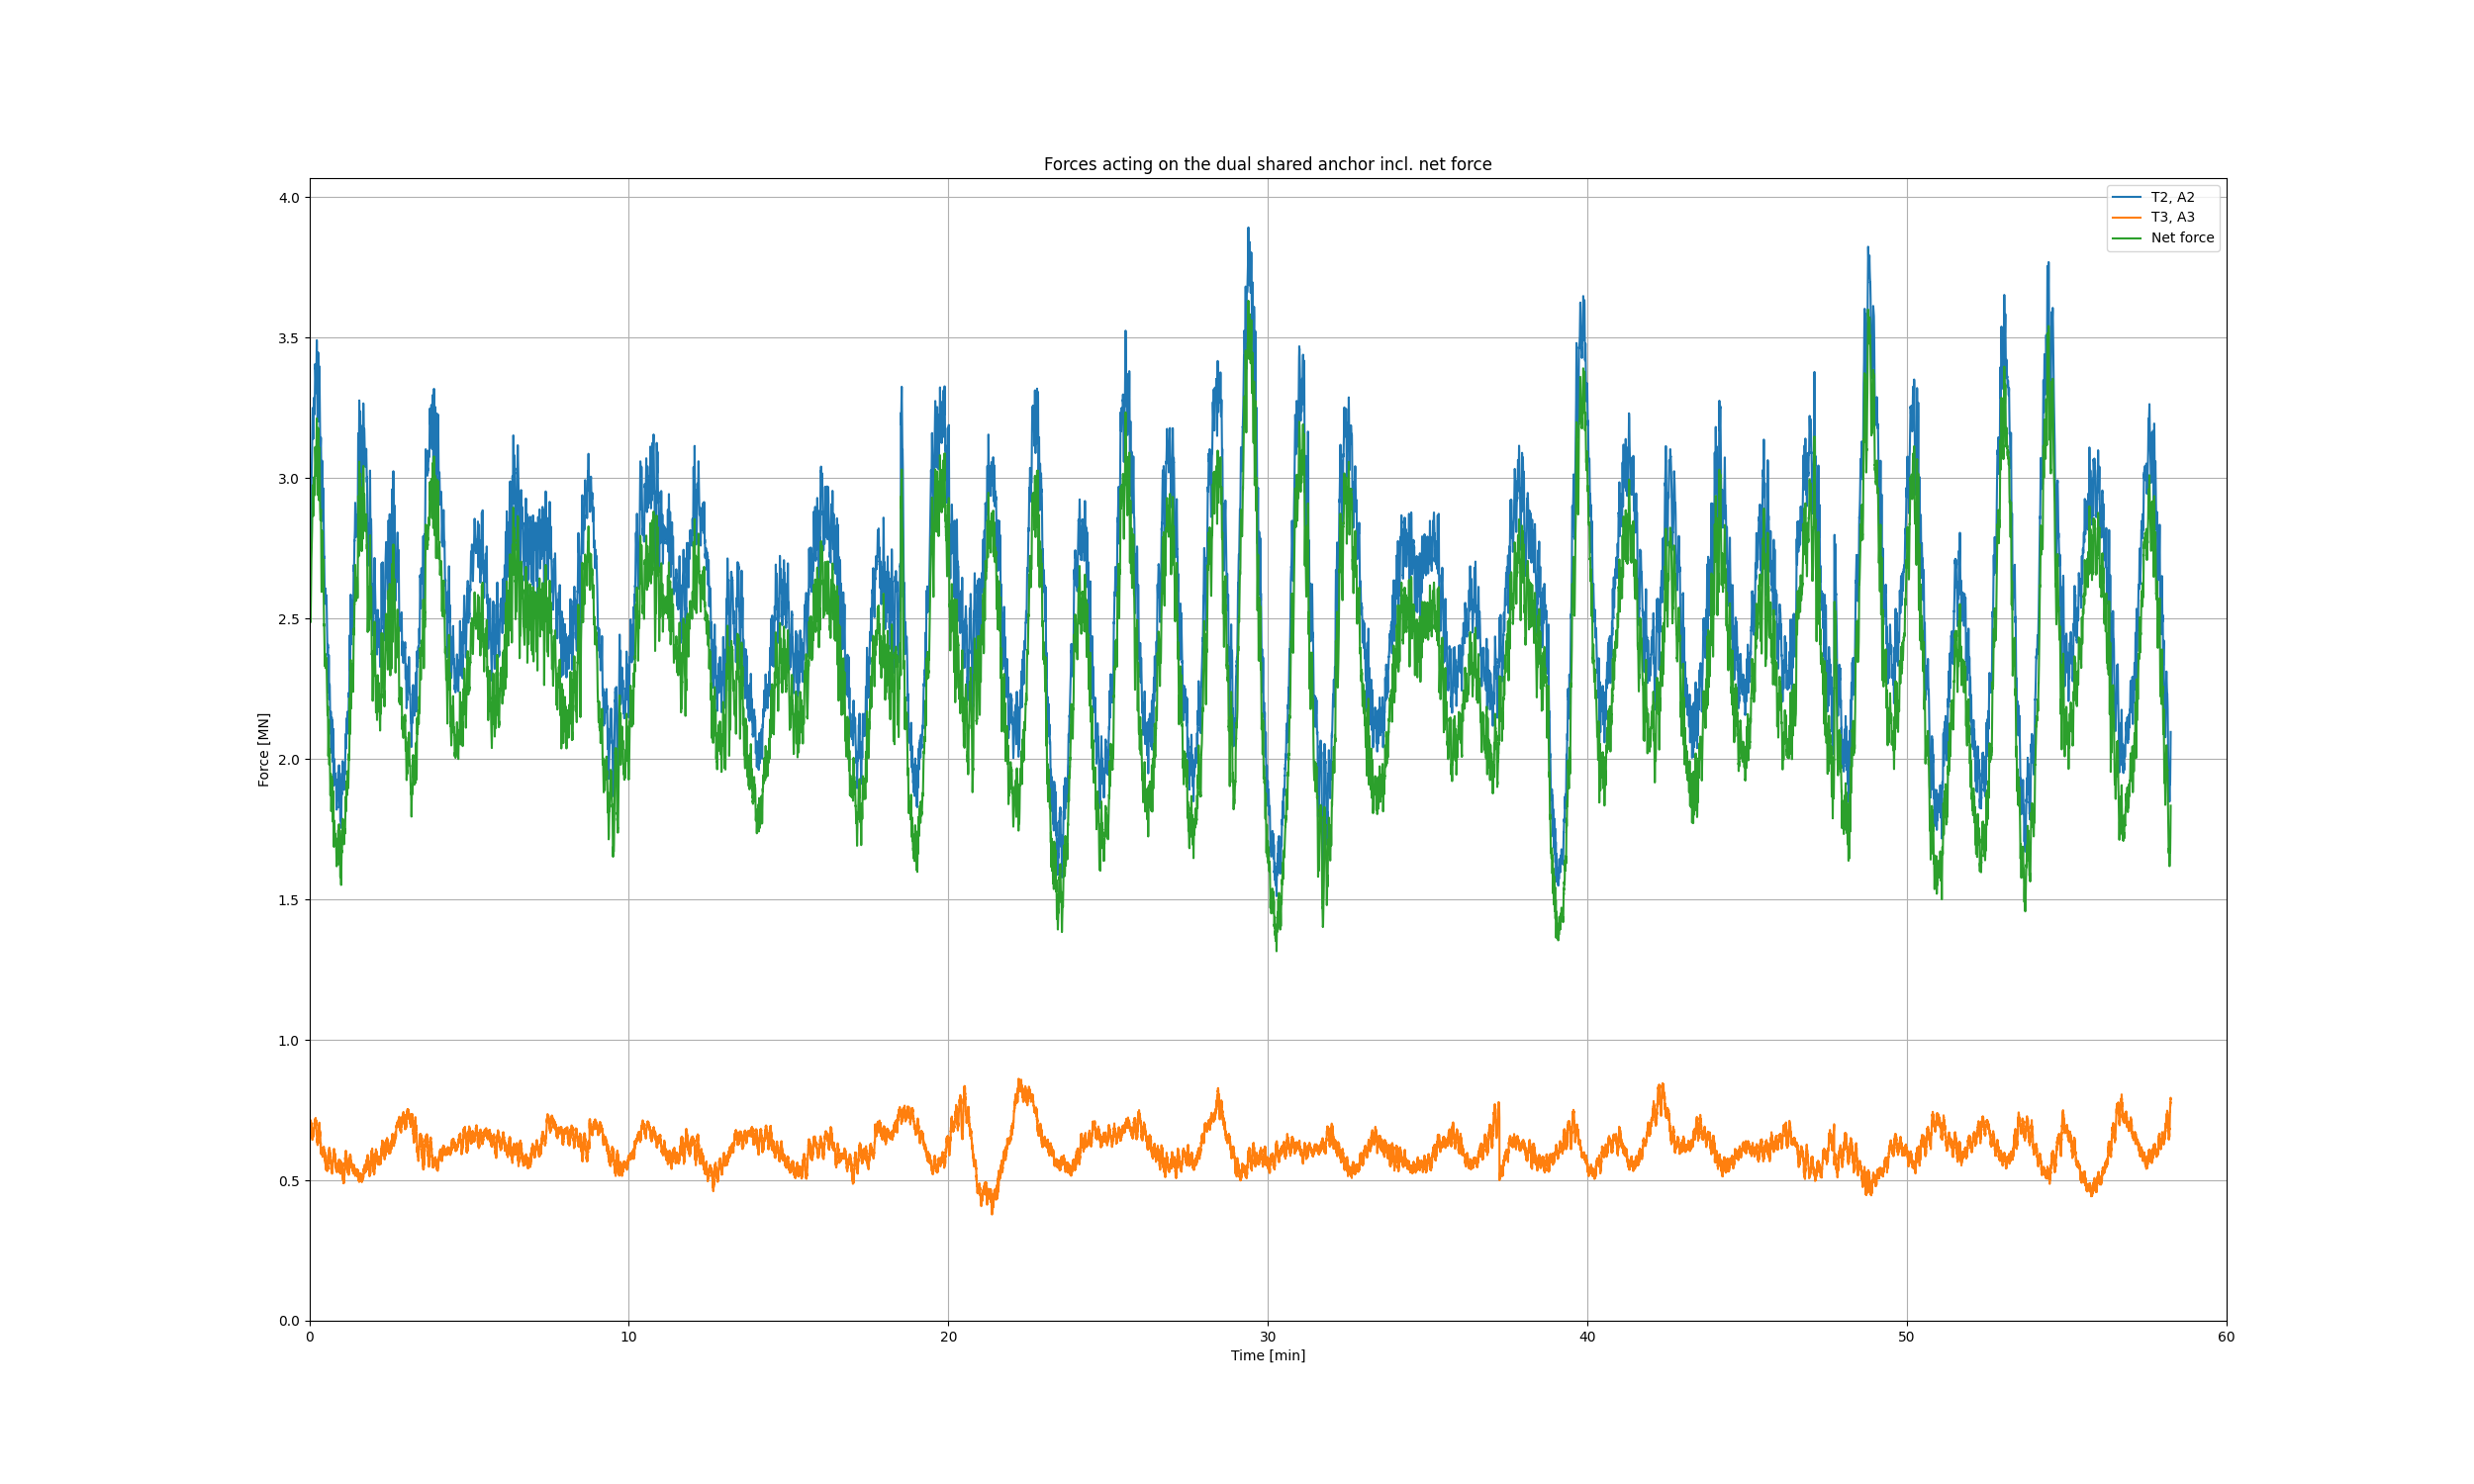 Forces acting on the dual shared anchor incl. net force
T2, A2
T3, A3
Net force
Force [MN]
4.0
3.5
3.0
2.5
2.0
1.5
1.0
0.5
0.0
0 10 20 30 40 50 60
Time [min]